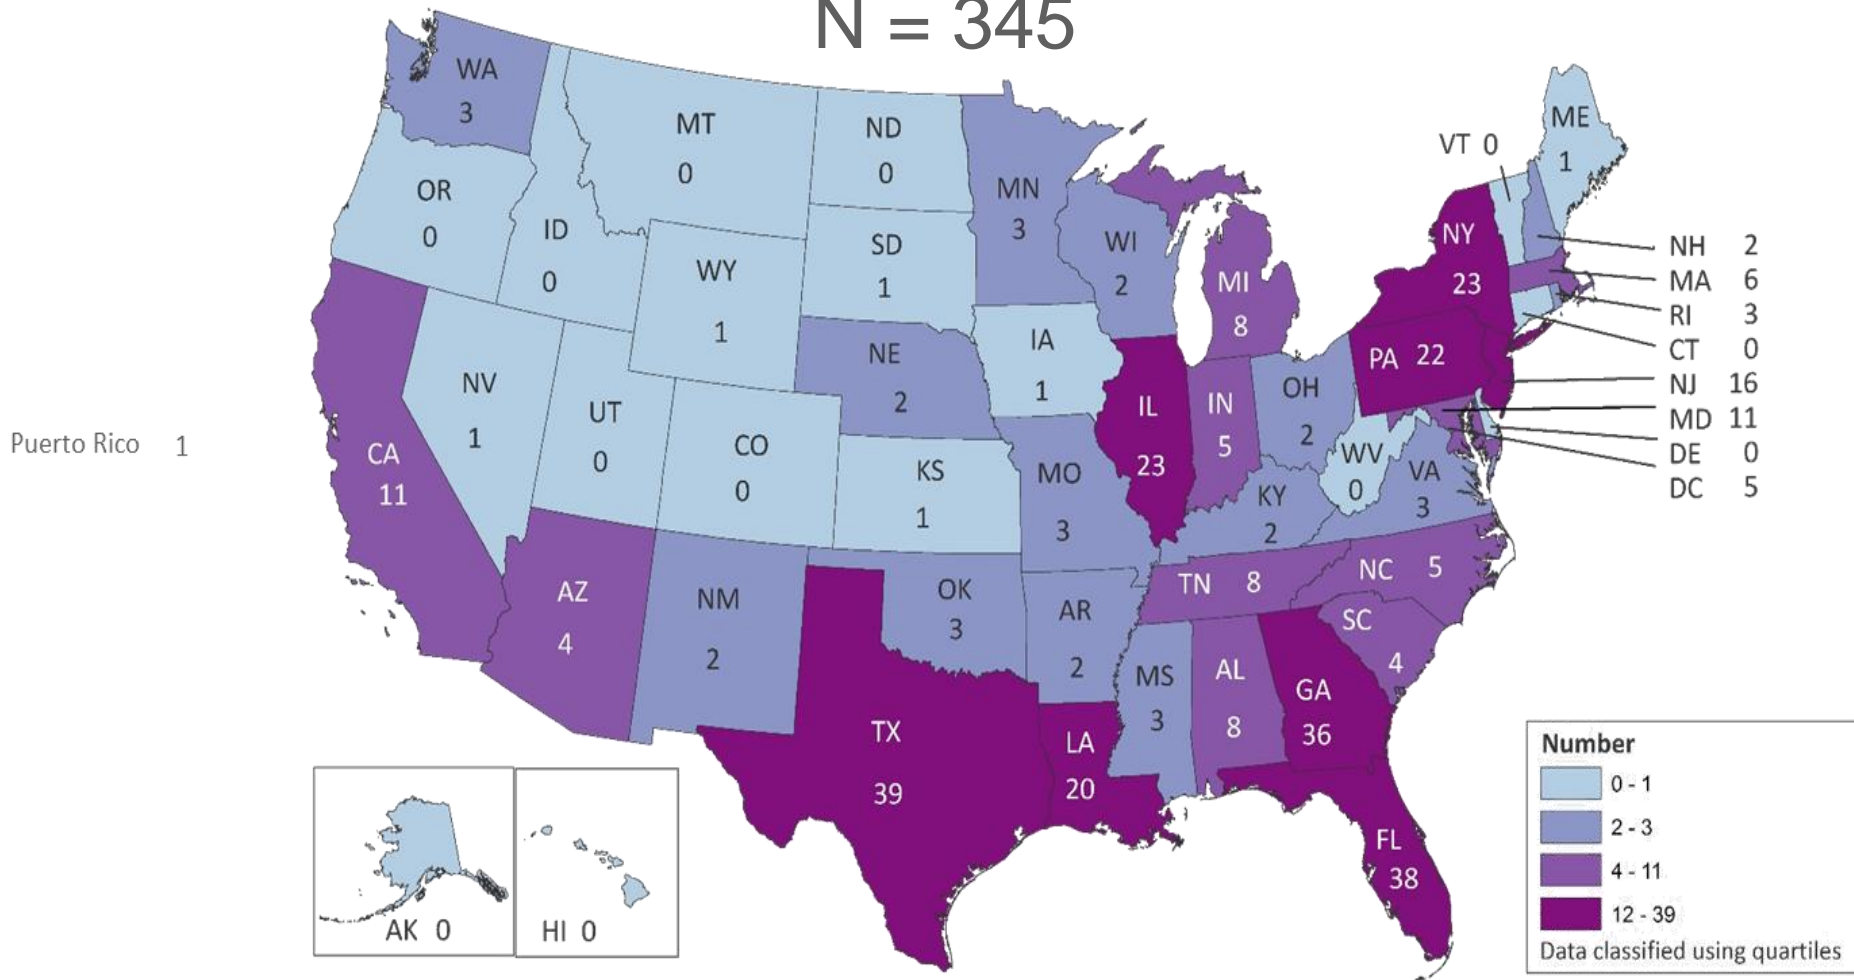 N = 345
WA
3
MT
0
ND
0
MN
3
ME
1
VT 0
OR
0
ID
0
SD
1
WI
2
NY
23
NH 2
MA 6
RI 3
CT 0
NJ 16
MD 11
DE 0
DC 5
WY
1
MI
8
NE
2
IA
1
PA 22
NV
1
UT
0
CO
0
IL
23
IN
5
OH
2
Puerto Rico 1
CA
11
KS
1
MO
3
WV
0
VA
3
KY
2
AZ
4
NM
2
OK
3
AR
2
TN 8
NC 5
SC
4
MS
3
AL
8
GA
36
TX
39
LA
20
FL
38
AK 0
HI 0
Number
0 - 1
2 - 3
4 - 11
12 - 39
Data classified using quartiles